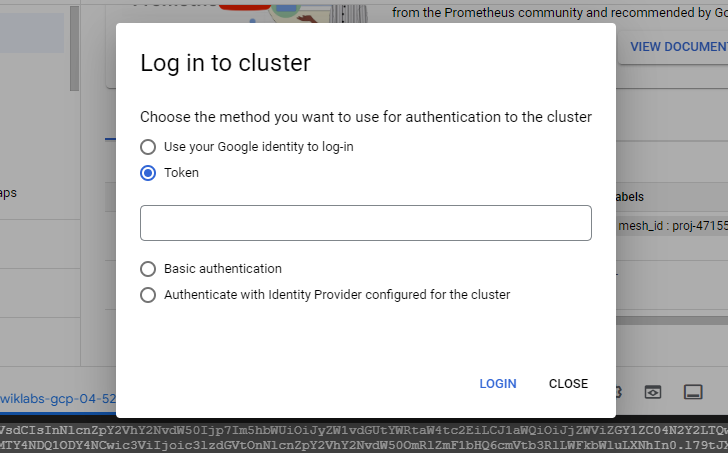 from the Prometheus community and recommended by Go
VIEW DOCUMEN
Log in to cluster
Choose the method you want to use for authentication to the cluster
Use your Google identity to log-in
Token
aps
abels
mesh_id : proj-47155
Basic authentication
Authenticate with Identity Provider configured for the cluster
LOGIN
CLOSE
wiklabs-gcp-04-52
VsdCIsInNlcnZpY2VhY2NvdW50Ijp7Im5hbWUiOiJyZW1vdGUtYWRtaW4tc2EiLCJ1aWQiOiJjZWViZGY1ZC04N2Y2LTQw
MTY4NDQ1ODY4NCwic3ViIjoic3lzdGVtOnNlcnZpY2VhY2NvdW50OmRlZmF1bHQ6cmVtb3RlLWFkbWluLXNhIn0.l79tJX